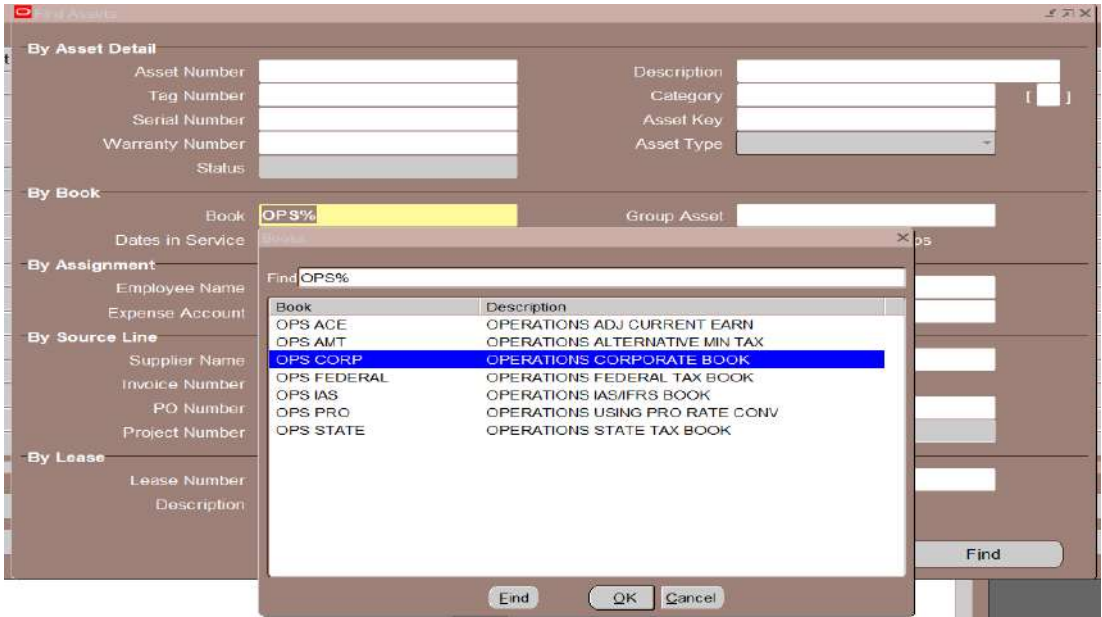 Find Assets
By Asset Detail
Asset Number
Description
Tag Number
Category
[ ]
Serial Number
Asset Key
Warranty Number
Asset Type
Status
By Book
Book OPS%
Group Asset
Dates in Service
Books
By Assignment
Find OPS%
Employee Name
Book Description
Expense Account
OPS ACE OPERATIONS ADJ CURRENT EARN
By Source Line
OPS AMT OPERATIONS ALTERNATIVE MIN TAX
Supplier Name
OPS CORP OPERATIONS CORPORATE BOOK
Invoice Number
OPS FEDERAL OPERATIONS FEDERAL TAX BOOK
OPS IAS OPERATIONS IAS/IFRS BOOK
PO Number
OPS PRO OPERATIONS USING PRO RATE CONV
Project Number
OPS STATE OPERATIONS STATE TAX BOOK
By Lease
Lease Number
Description
Find
Find OK Cancel